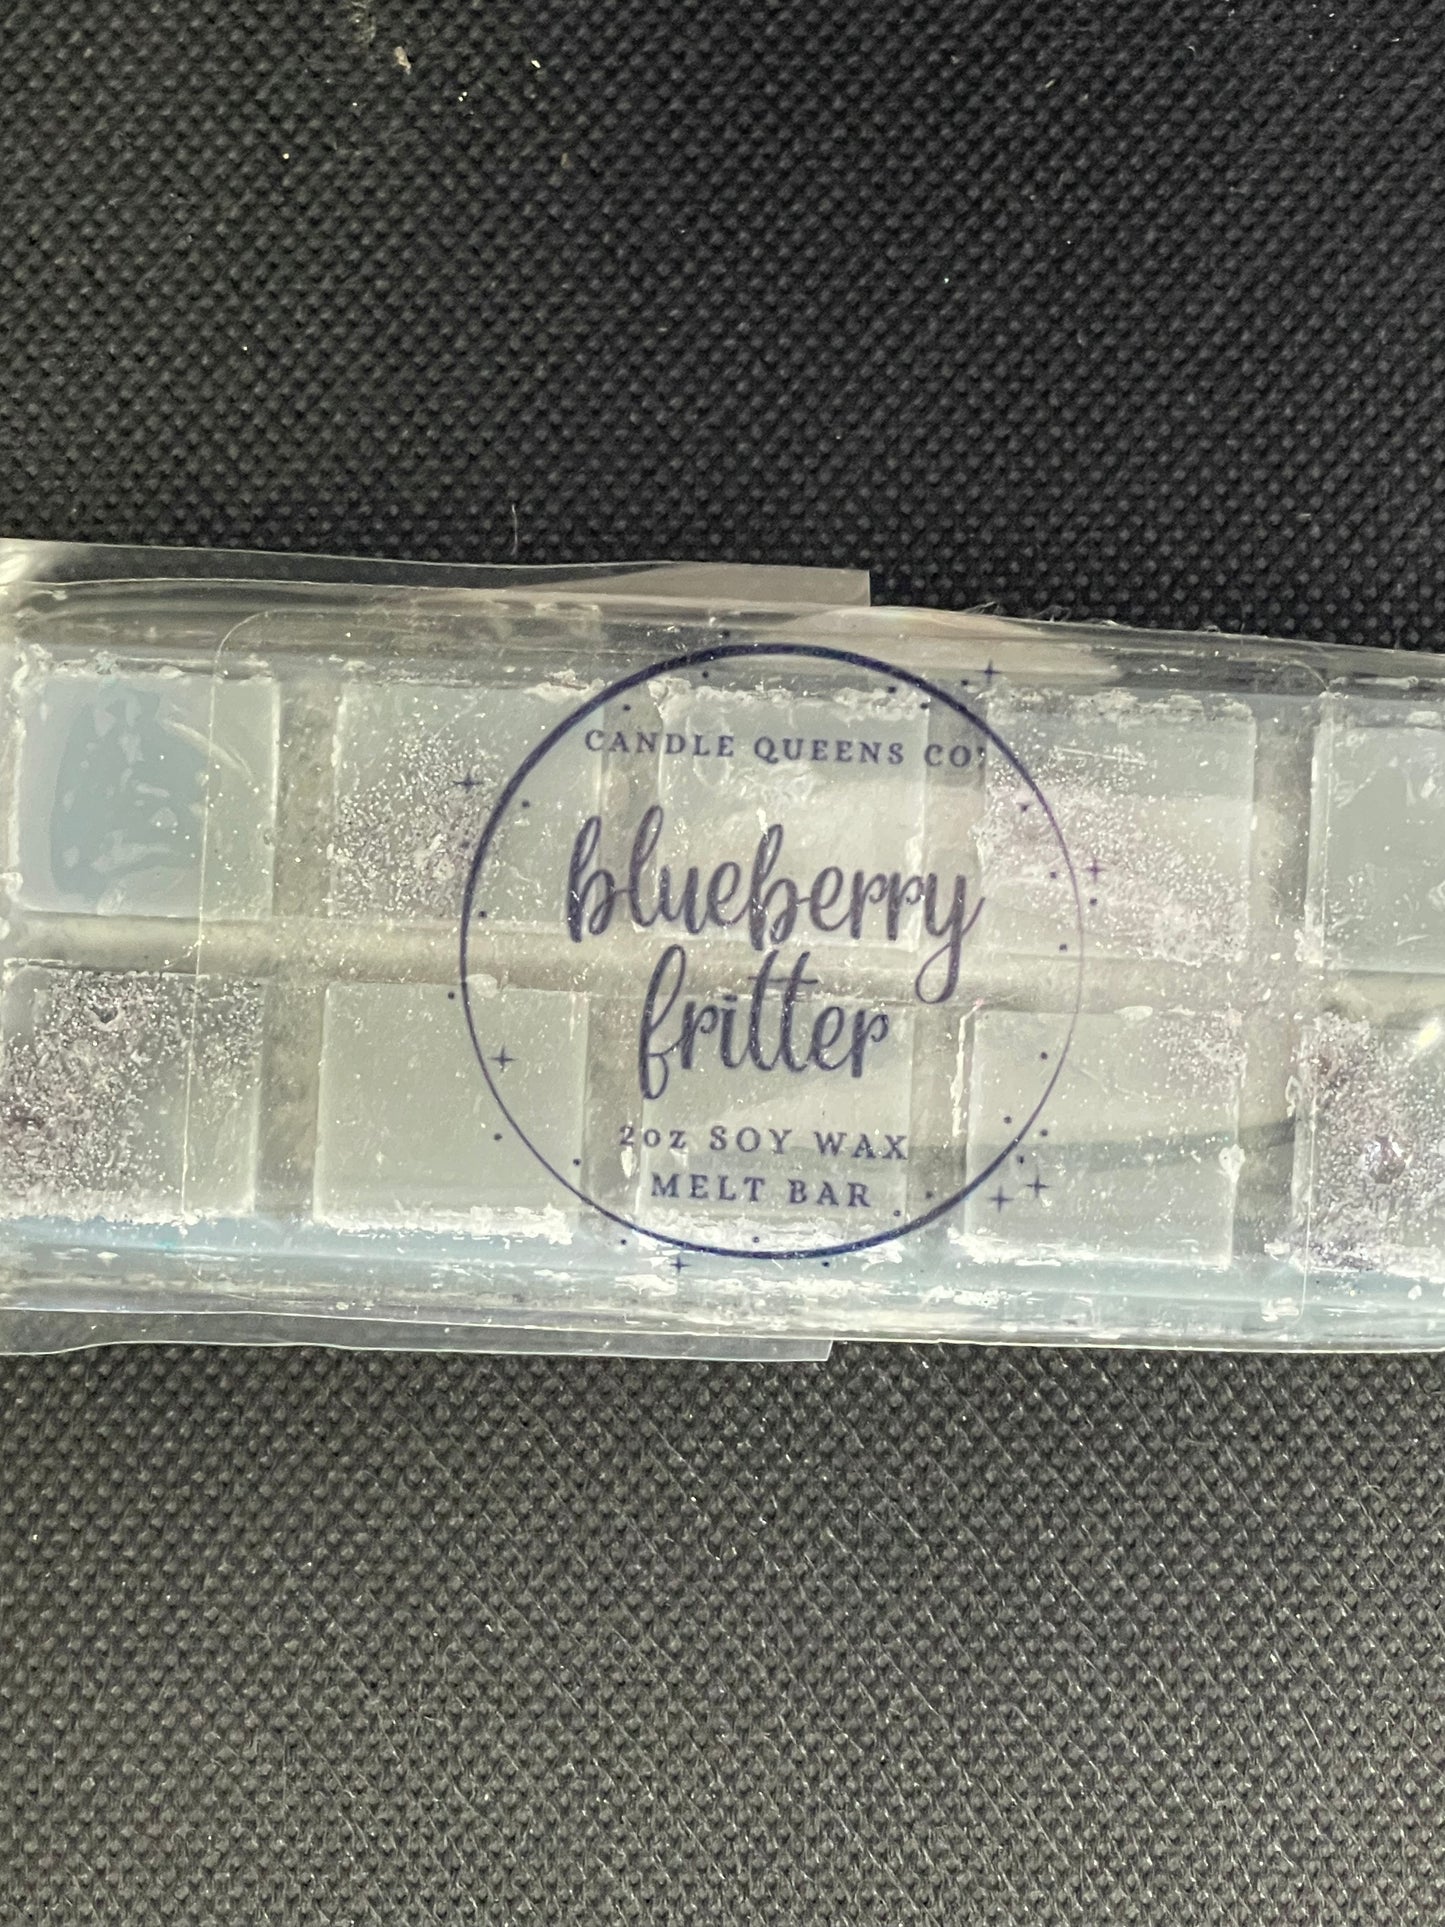 CANDLE QUEENS CO.
blueberry
fritter
2oz SOY WAX
MELT BAR